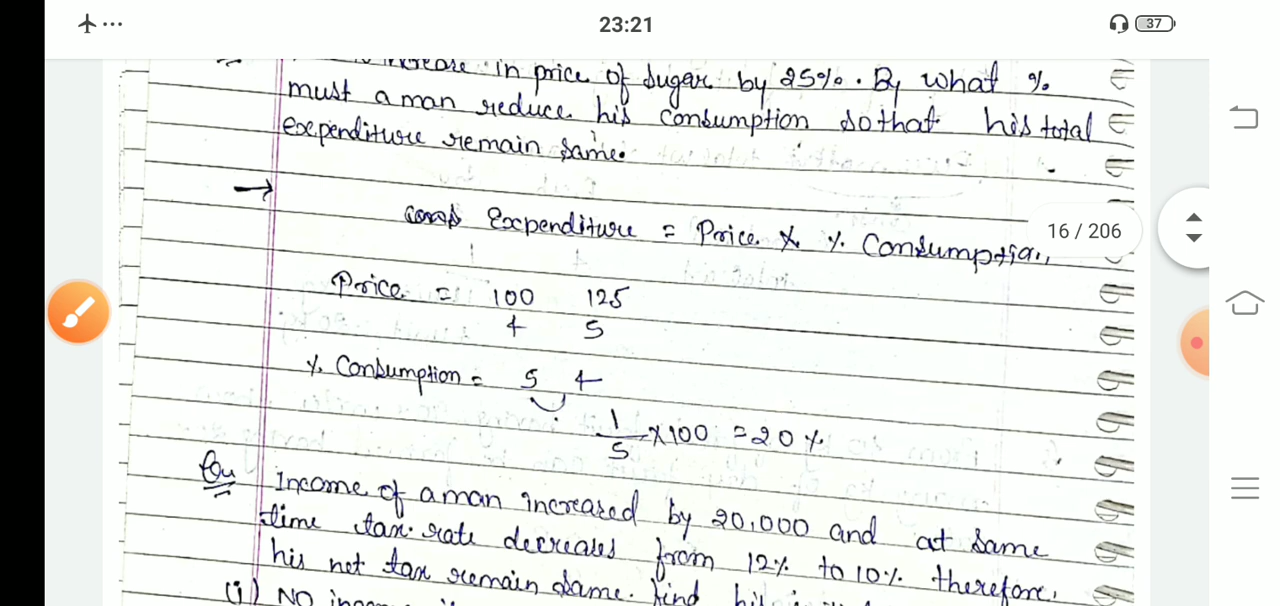 23:21
37
increase in price of sugar by 25%. By what %
must a man reduce his consumption so that his total
expenditure remain same.
→
Expenditure = Price × % Consumption
16 / 206
Price = 100 125
4 5
% Consumption = 5 4
1/5 × 100 = 20%
Qu Income of a man increased by 20,000 and at same
time tax rate decreases from 12% to 10% therefore
his net tax remain same. find his
(i) NO